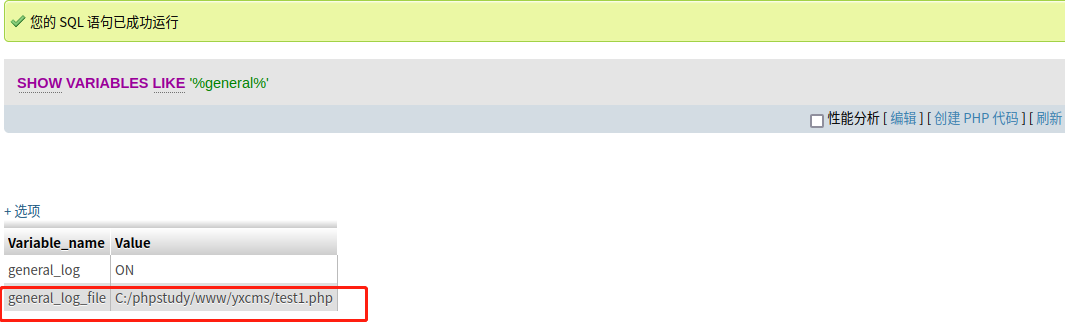 您的 SQL 语句已成功运行
SHOW VARIABLES LIKE '%general%'
性能分析 [ 编辑 ] [ 创建 PHP 代码 ] [ 刷新
+ 选项
Variable_name Value
general_log ON
general_log_file C:/phpstudy/www/yxcms/test1.php